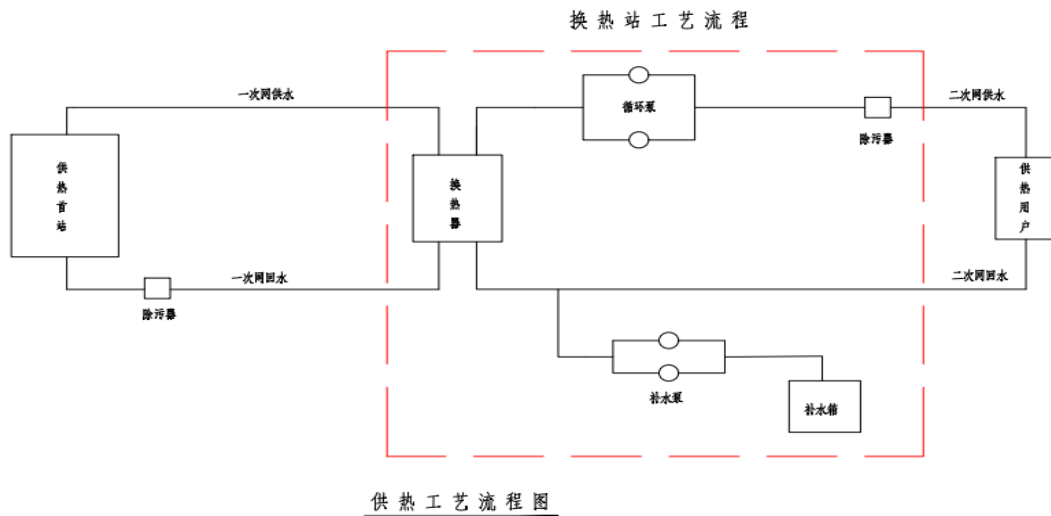 换热站工艺流程
一次网供水
循环泵
二次网供水
除污器
供热首站
换热器
供热用户
一次网回水
二次网回水
除污器
补水泵
补水箱
供热工艺流程图